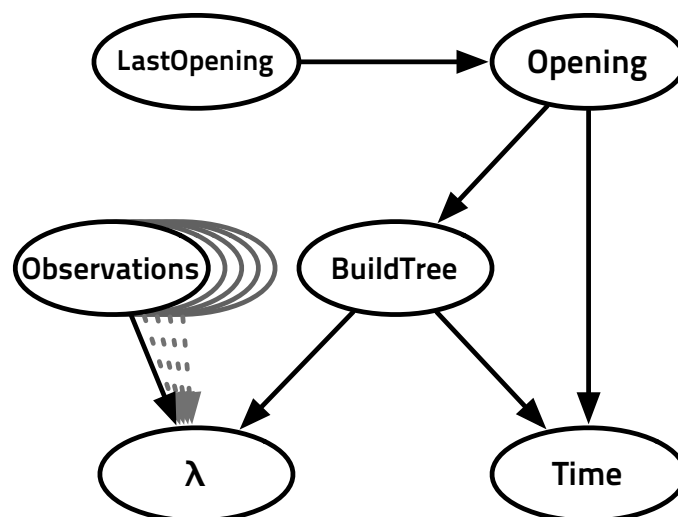 LastOpening
Opening
Observations
BuildTree
λ
Time